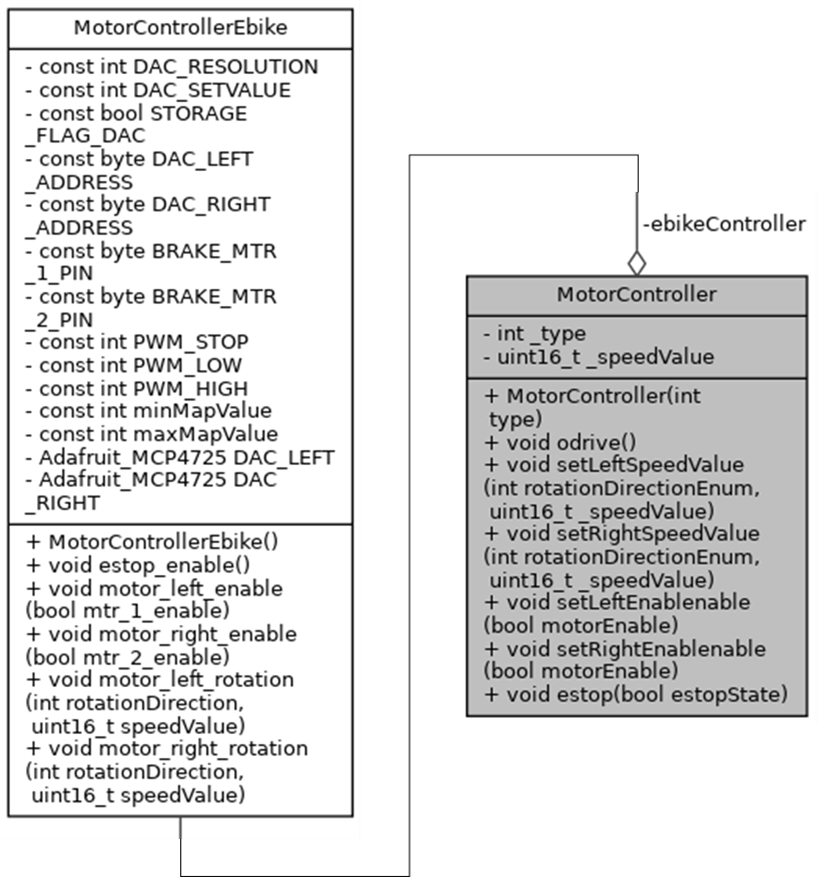 MotorControllerEbike
- const int DAC_RESOLUTION
- const int DAC_SETVALUE
- const bool STORAGE
_FLAG_DAC
- const byte DAC_LEFT
_ADDRESS
- const byte DAC_RIGHT
_ADDRESS
- const byte BRAKE_MTR
_1_PIN
- const byte BRAKE_MTR
_2_PIN
- const int PWM_STOP
- const int PWM_LOW
- const int PWM_HIGH
- const int minMapValue
- const int maxMapValue
- Adafruit_MCP4725 DAC_LEFT
- Adafruit_MCP4725 DAC
_RIGHT
+ MotorControllerEbike()
+ void estop_enable()
+ void motor_left_enable
(bool mtr_1_enable)
+ void motor_right_enable
(bool mtr_2_enable)
+ void motor_left_rotation
(int rotationDirection,
uint16_t speedValue)
+ void motor_right_rotation
(int rotationDirection,
uint16_t speedValue)
-ebikeController
MotorController
- int _type
- uint16_t _speedValue
+ MotorController(int
type)
+ void odrive()
+ void setLeftSpeedValue
(int rotationDirectionEnum,
uint16_t _speedValue)
+ void setRightSpeedValue
(int rotationDirectionEnum,
uint16_t _speedValue)
+ void setLeftEnablenable
(bool motorEnable)
+ void setRightEnablenable
(bool motorEnable)
+ void estop(bool estopState)